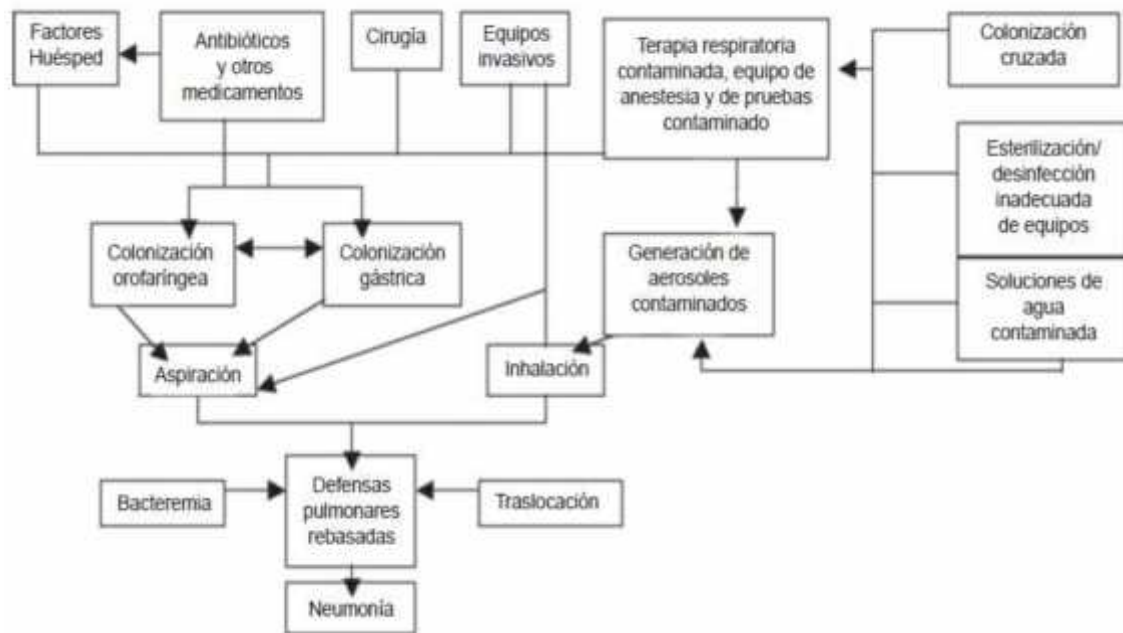 Factores
Huésped
Antibióticos
y otros
medicamentos
Cirugía
Equipos
invasivos
Terapia respiratoria
contaminada, equipo de
anestesia y de pruebas
contaminado
Colonización
cruzada
Esterilización/
desinfección
inadecuada
de equipos
Colonización
orofaríngea
Colonización
gástrica
Generación de
aerosoles
contaminados
Soluciones de
agua
contaminada
Aspiración
Inhalación
Bacteremia
Defensas
pulmonares
rebasadas
Traslocación
Neumonía